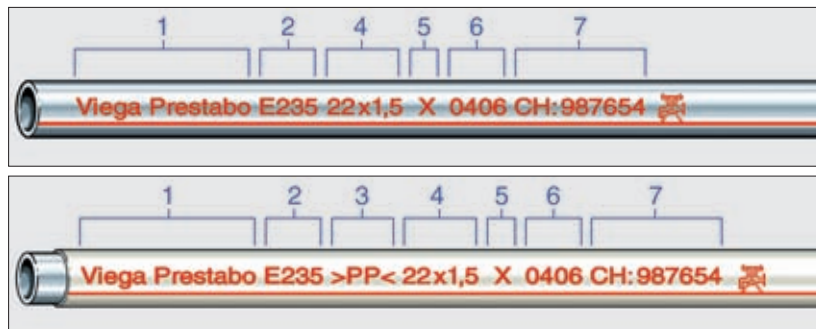 1 2 4 5 6 7
Viega Prestabo E235 22x1,5 X 0406 CH:987654
1 2 3 4 5 6 7
Viega Prestabo E235 >PP< 22x1,5 X 0406 CH:987654